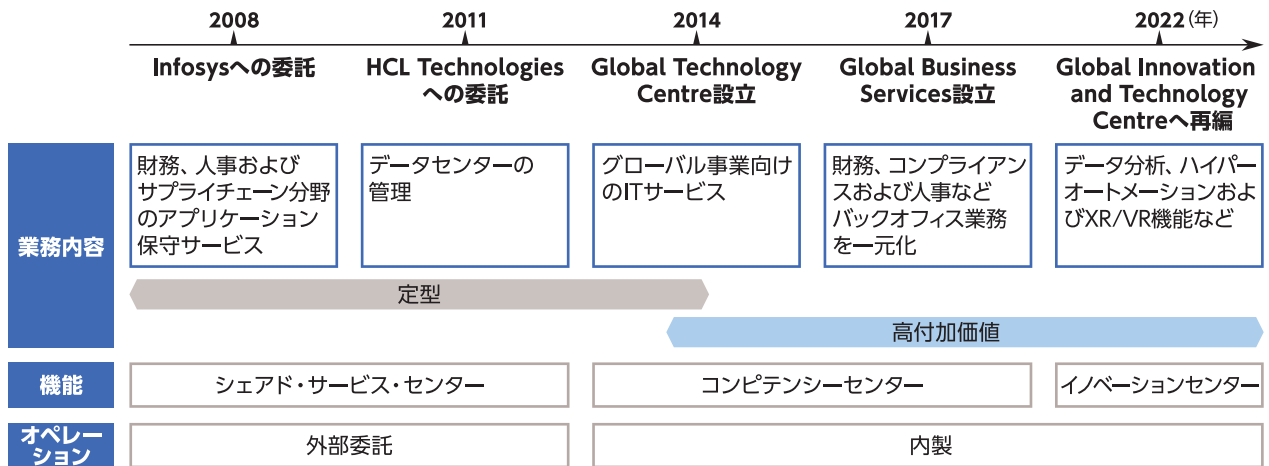 2008
2011
2014
2017
2022(年)
Infosysへの委託
HCL Technologies
への委託
Global Technology
Centre設立
Global Business
Services設立
Global Innovation
and Technology
Centreへ再編
業務内容
財務、人事および
サプライチェーン分野
のアプリケーション
保守サービス
データセンターの
管理
グローバル事業向け
のITサービス
財務、コンプライアン
スおよび人事など
バックオフィス業務
を一元化
データ分析、ハイパー
オートメーションおよ
びXR/VR機能など
定型
高付加価値
機能
シェアド・サービス・センター
コンピテンシーセンター
イノベーションセンター
オペレー
ション
外部委託
内製